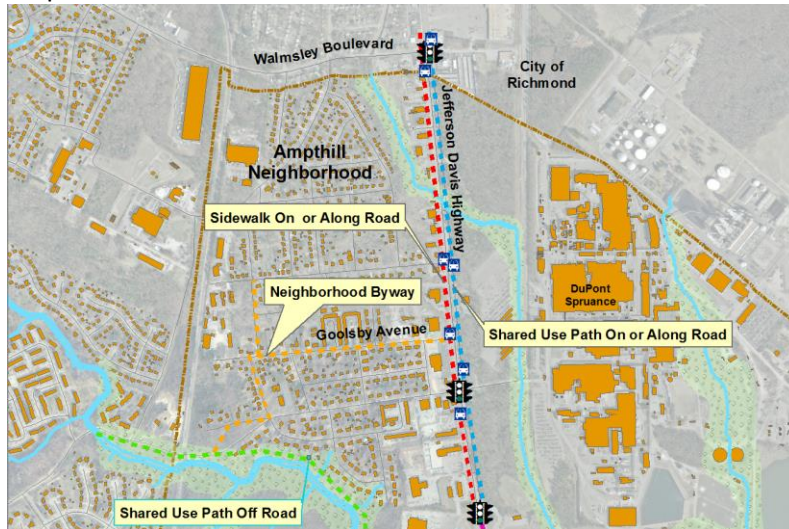 Walmsley Boulevard
City of
Richmond
Jefferson Davis Highway
Ampthill
Neighborhood
Sidewalk On or Along Road
Neighborhood Byway
DuPont
Spruance
Goolsby Avenue
Shared Use Path On or Along Road
Shared Use Path Off Road